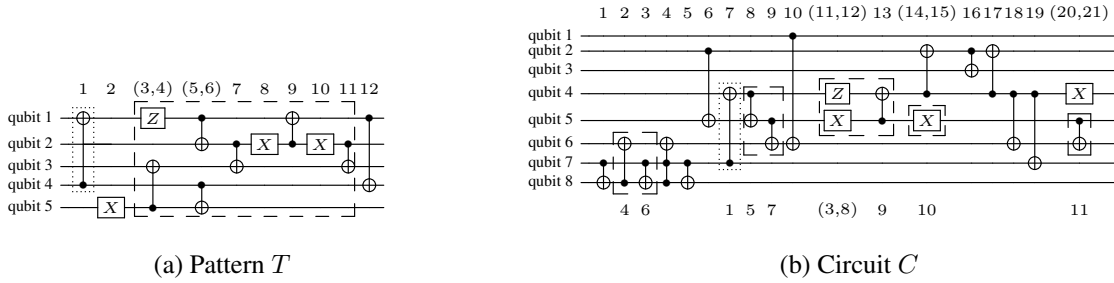 1 2 (3,4) (5,6) 7 8 9 10 11 12
qubit 1 Z
qubit 2 X X
qubit 3
qubit 4
qubit 5 X
(a) Pattern T
1 2 3 4 5 6 7 8 9 10 (11,12) 13 (14,15) 16 17 18 19 (20,21)
qubit 1
qubit 2
qubit 3
qubit 4 Z X
qubit 5 X X
qubit 6
qubit 7
qubit 8
4 6 1 5 7 (3,8) 9 10 11
(b) Circuit C